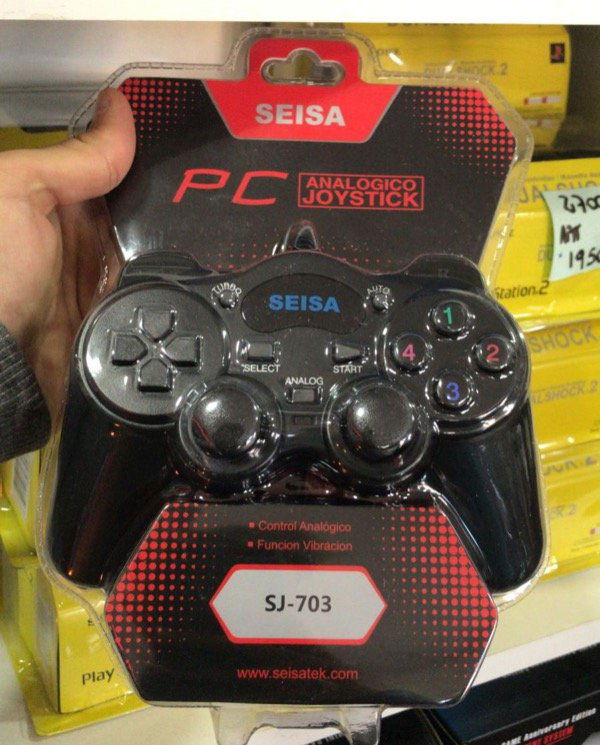 SEISA
PC
ANALOGICO
JOYSTICK
TURBO
SEISA
AUTO
SELECT
START
ANALOG
1
2
3
4
▪ Control Analógico
▪ Funcion Vibracion
SJ-703
www.seisatek.com
Station.2
SHOCK
Play